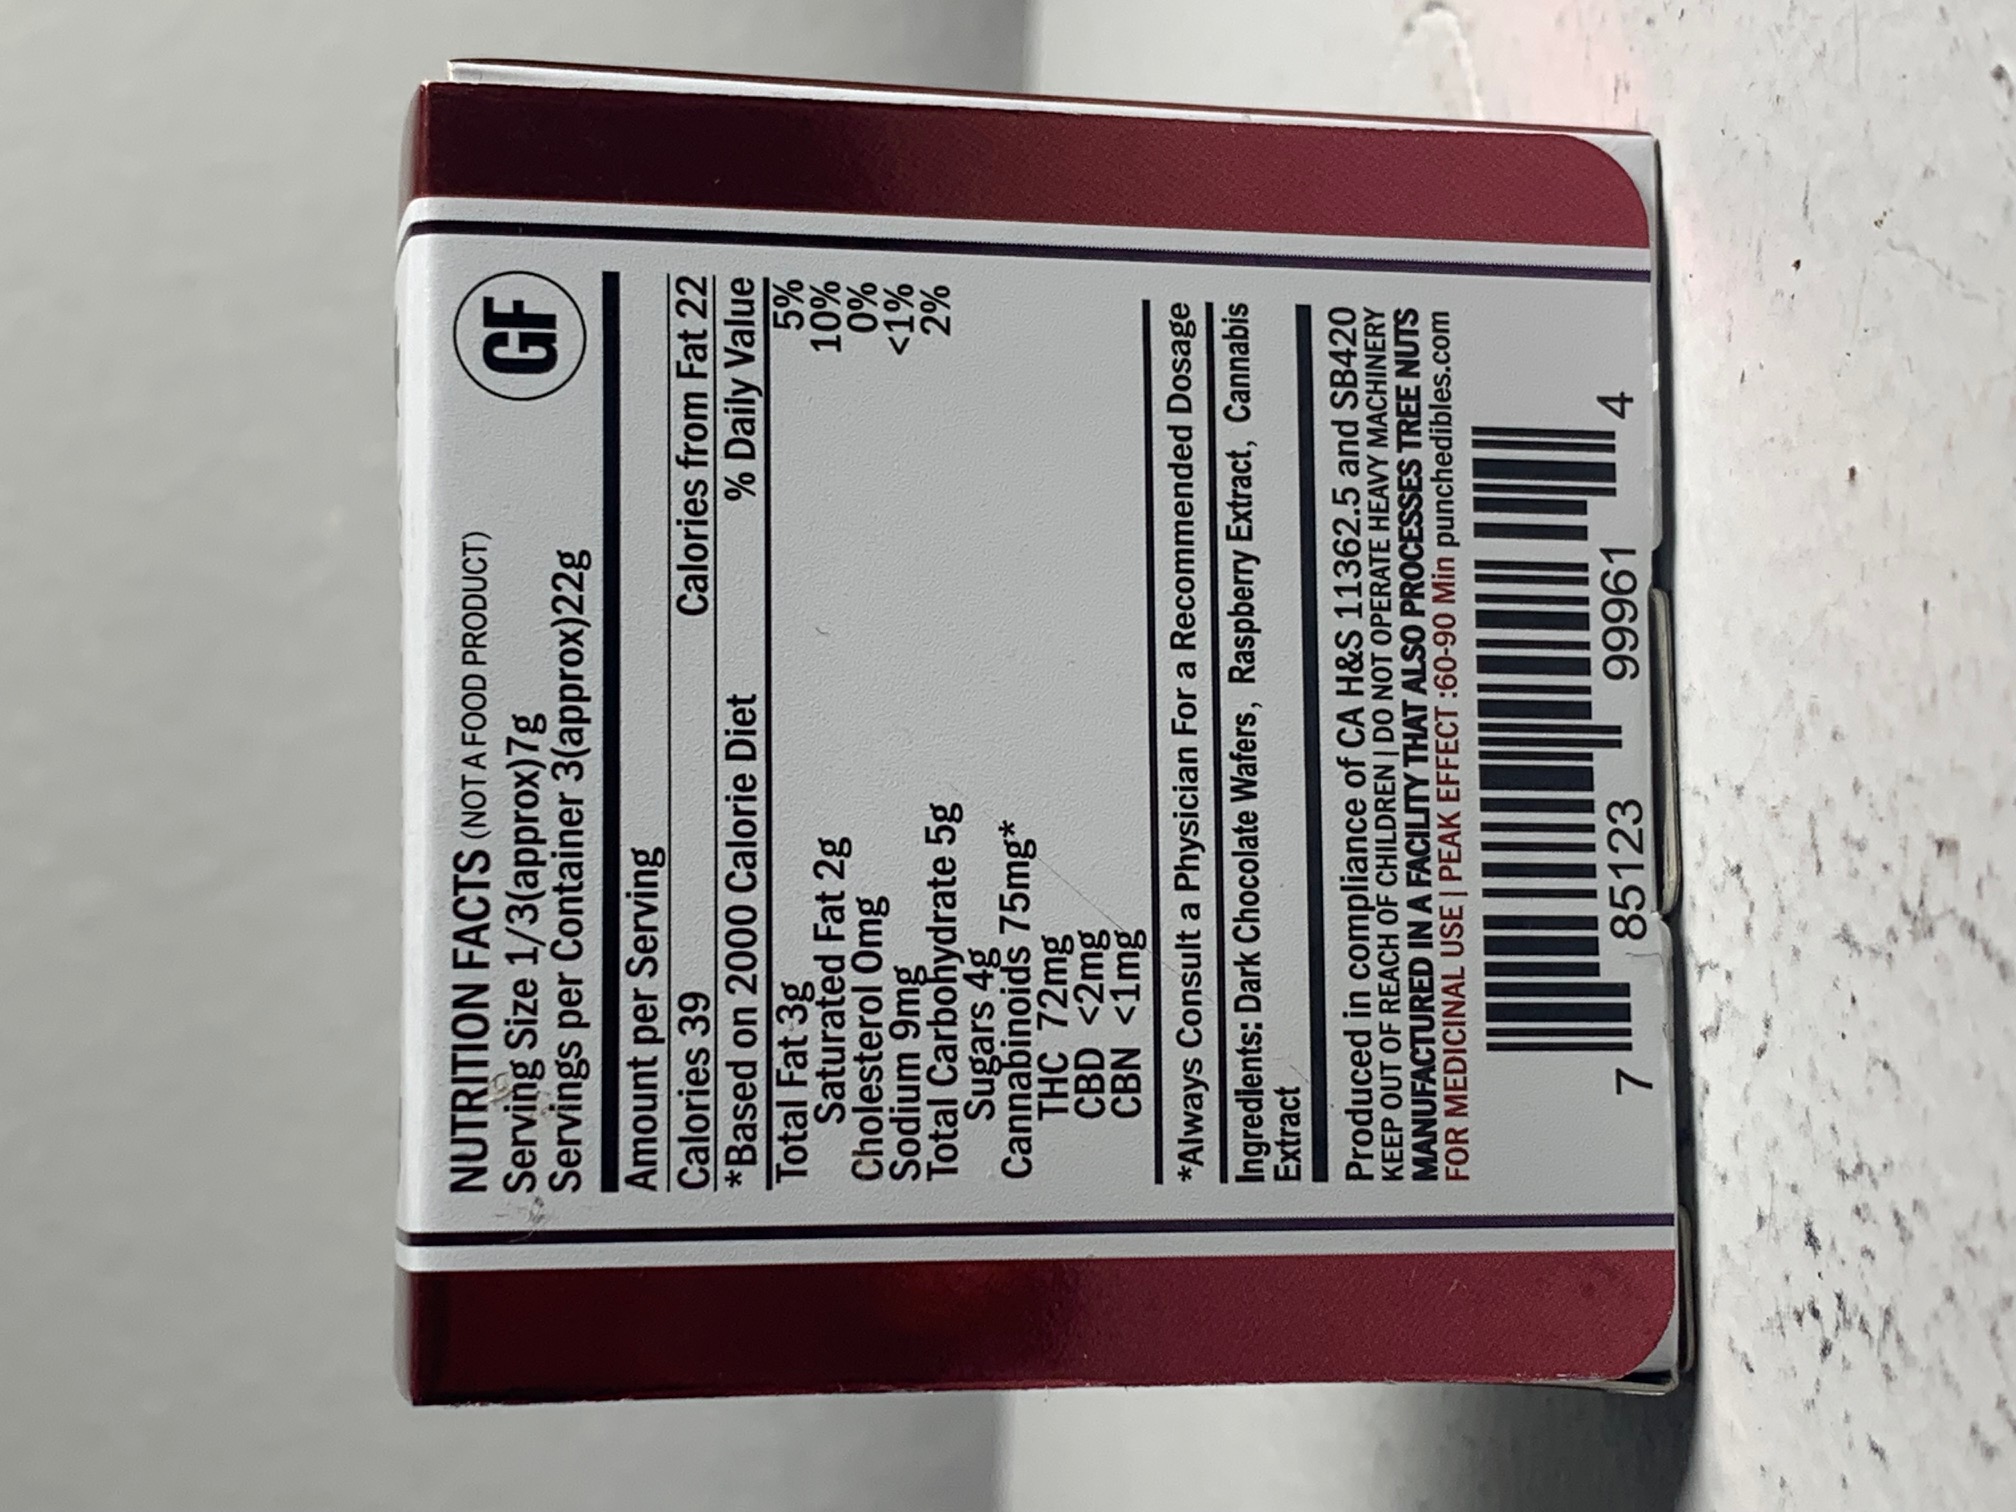 NUTRITION FACTS (NOT A FOOD PRODUCT)
GF
Serving Size 1/3(approx)7g
Servings per Container 3(approx)22g
Amount per Serving
Calories 39 Calories from Fat 22
*Based on 2000 Calorie Diet % Daily Value
Total Fat 3g 5%
Saturated Fat 2g 10%
Cholesterol 0mg 0%
Sodium 9mg <1%
Total Carbohydrate 5g 2%
Sugars 4g
Cannabinoids 75mg*
THC 72mg
CBD <2mg
CBN <1mg
*Always Consult a Physician For a Recommended Dosage
Ingredients: Dark Chocolate Wafers, Raspberry Extract, Cannabis
Extract
Produced in compliance of CA H&S 11362.5 and SB420
KEEP OUT OF REACH OF CHILDREN | DO NOT OPERATE HEAVY MACHINERY
MANUFACTURED IN A FACILITY THAT ALSO PROCESSES TREE NUTS
FOR MEDICINAL USE | PEAK EFFECT :60-90 Min punchedibles.com
7 85123 99961 4